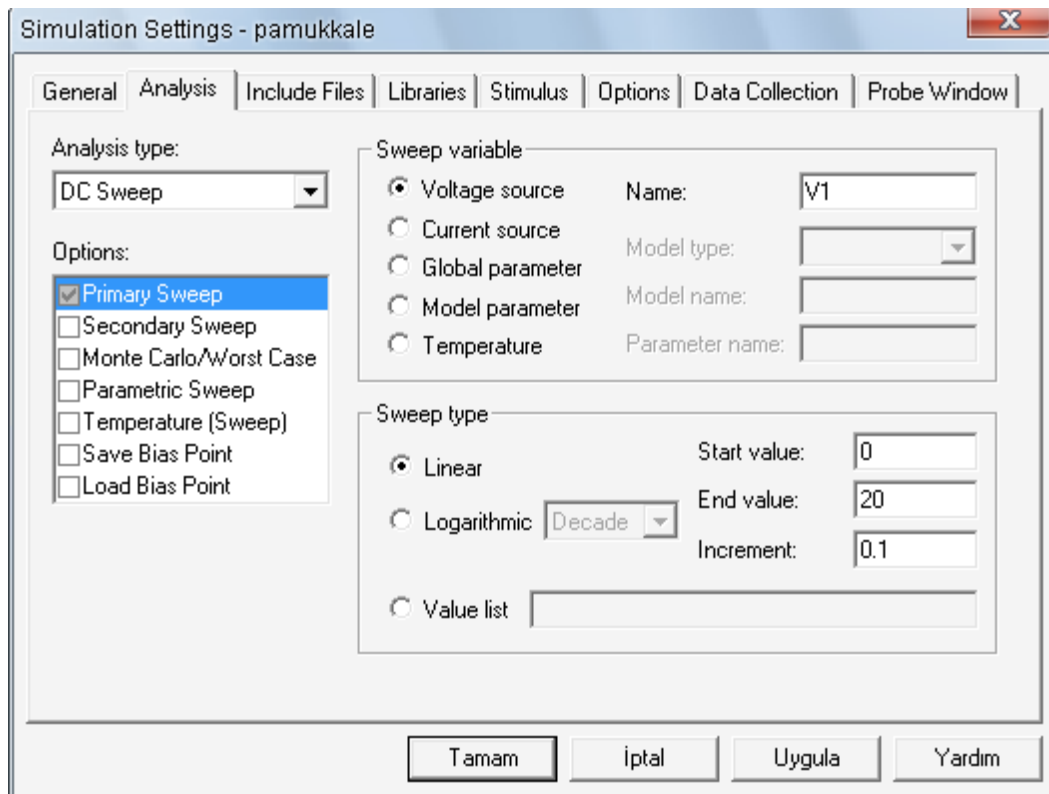 Simulation Settings - pamukkale
General Analysis Include Files Libraries Stimulus Options Data Collection Probe Window
Analysis type:
DC Sweep
Options:
Primary Sweep
Secondary Sweep
Monte Carlo/Worst Case
Parametric Sweep
Temperature (Sweep)
Save Bias Point
Load Bias Point
Sweep variable
Voltage source
Current source
Global parameter
Model parameter
Temperature
Name: V1
Model type:
Model name:
Parameter name:
Sweep type
Linear
Logarithmic Decade
Value list
Start value: 0
End value: 20
Increment: 0.1
Tamam İptal Uygula Yardım